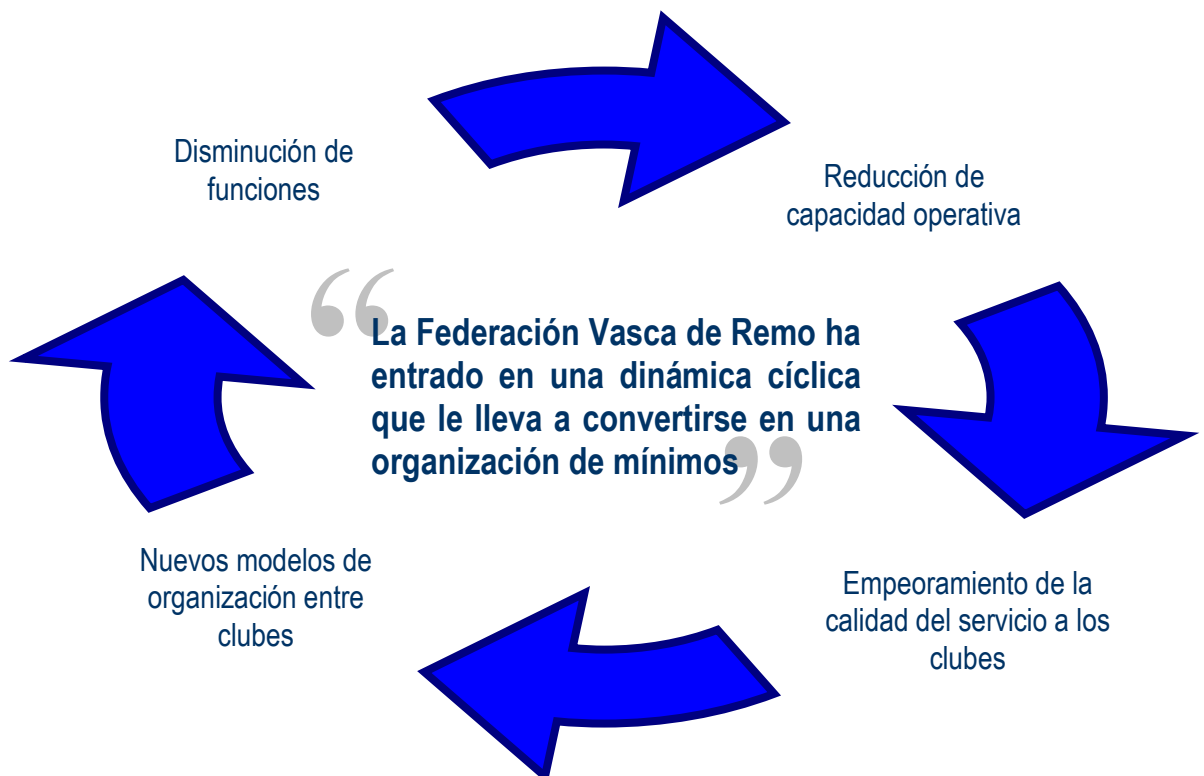 Disminución de
funciones
Reducción de
capacidad operativa
“La Federación Vasca de Remo ha
entrado en una dinámica cíclica
que le lleva a convertirse en una
organización de mínimos”
Nuevos modelos de
organización entre
clubes
Empeoramiento de la
calidad del servicio a los
clubes